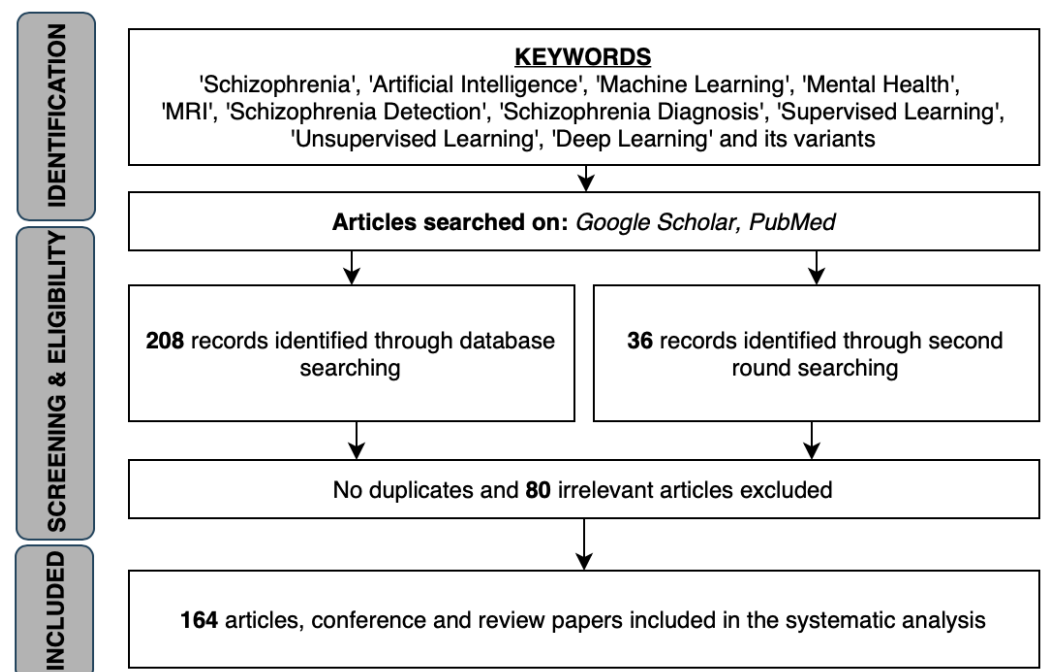 IDENTIFICATION
KEYWORDS
'Schizophrenia', 'Artificial Intelligence', 'Machine Learning', 'Mental Health',
'MRI', 'Schizophrenia Detection', 'Schizophrenia Diagnosis', 'Supervised Learning',
'Unsupervised Learning', 'Deep Learning' and its variants
Articles searched on: Google Scholar, PubMed
SCREENING & ELIGIBILITY
208 records identified through database
searching
36 records identified through second
round searching
No duplicates and 80 irrelevant articles excluded
INCLUDED
164 articles, conference and review papers included in the systematic analysis